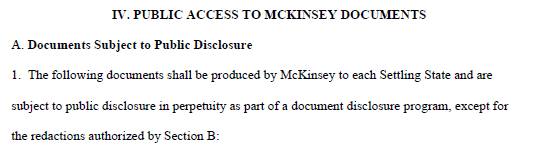 IV. PUBLIC ACCESS TO MCKINSEY DOCUMENTS
A. Documents Subject to Public Disclosure
1. The following documents shall be produced by McKinsey to each Settling State and are
subject to public disclosure in perpetuity as part of a document disclosure program, except for
the redactions authorized by Section B: